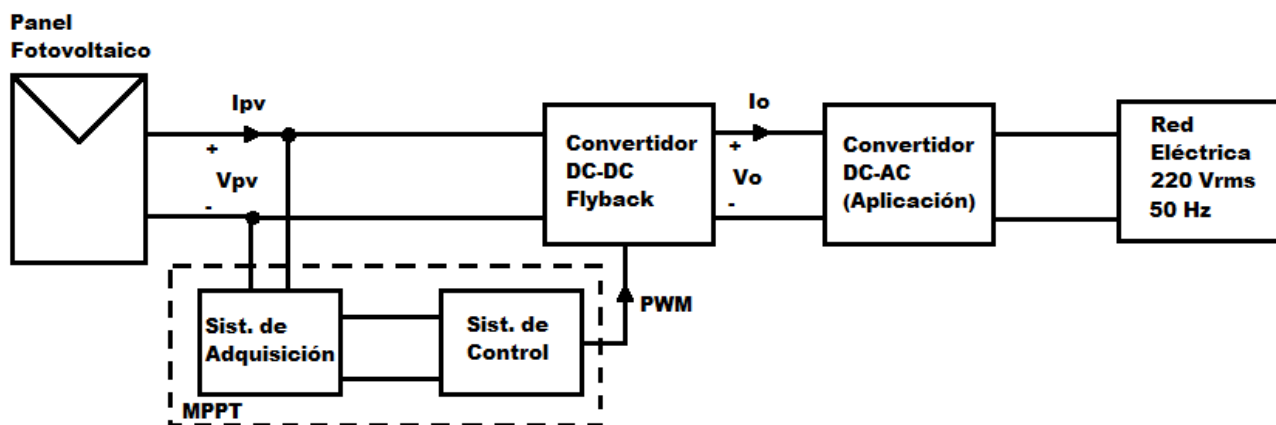 Panel
Fotovoltaico
Ipv
+
Vpv
-
Convertidor
DC-DC
Flyback
Io
+
Vo
-
Convertidor
DC-AC
(Aplicación)
Red
Eléctrica
220 Vrms
50 Hz
Sist. de
Adquisición
Sist. de
Control
PWM
MPPT